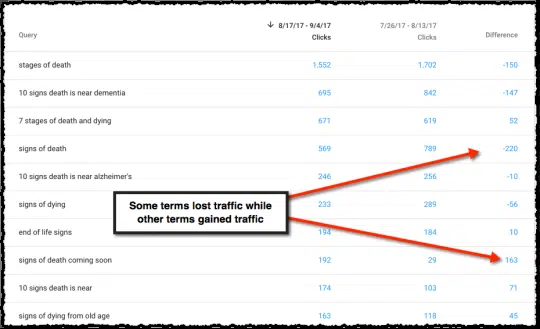 Query ↓ 8/17/17 - 9/4/17 Clicks 7/26/17 - 8/13/17 Clicks Difference
stages of death 1,552 1,702 -150
10 signs death is near dementia 695 842 -147
7 stages of death and dying 671 619 52
signs of death 569 789 -220
10 signs death is near alzheimer's 246 256 -10
Some terms lost traffic while
other terms gained traffic
signs of dying 233 289 -56
end of life signs 194 184 10
signs of death coming soon 192 29 163
10 signs death is near 174 103 71
signs of dying from old age 163 118 45